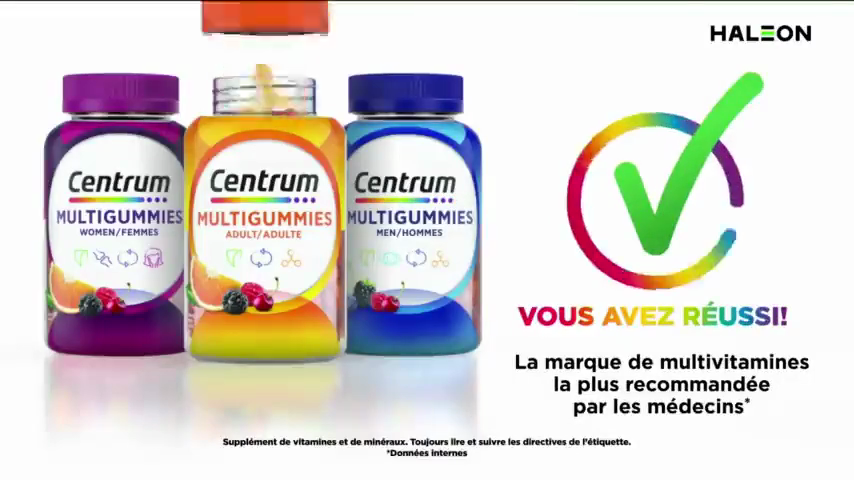 HALEON
Centrum
MULTIGUMMIES
WOMEN/FEMMES
Centrum
MULTIGUMMIES
ADULT/ADULTE
Centrum
MULTIGUMMIES
MEN/HOMMES
VOUS AVEZ RÉUSSI!
La marque de multivitamines
la plus recommandée
par les médecins*
Supplément de vitamines et de minéraux. Toujours lire et suivre les directives de l'étiquette.
*Données internes